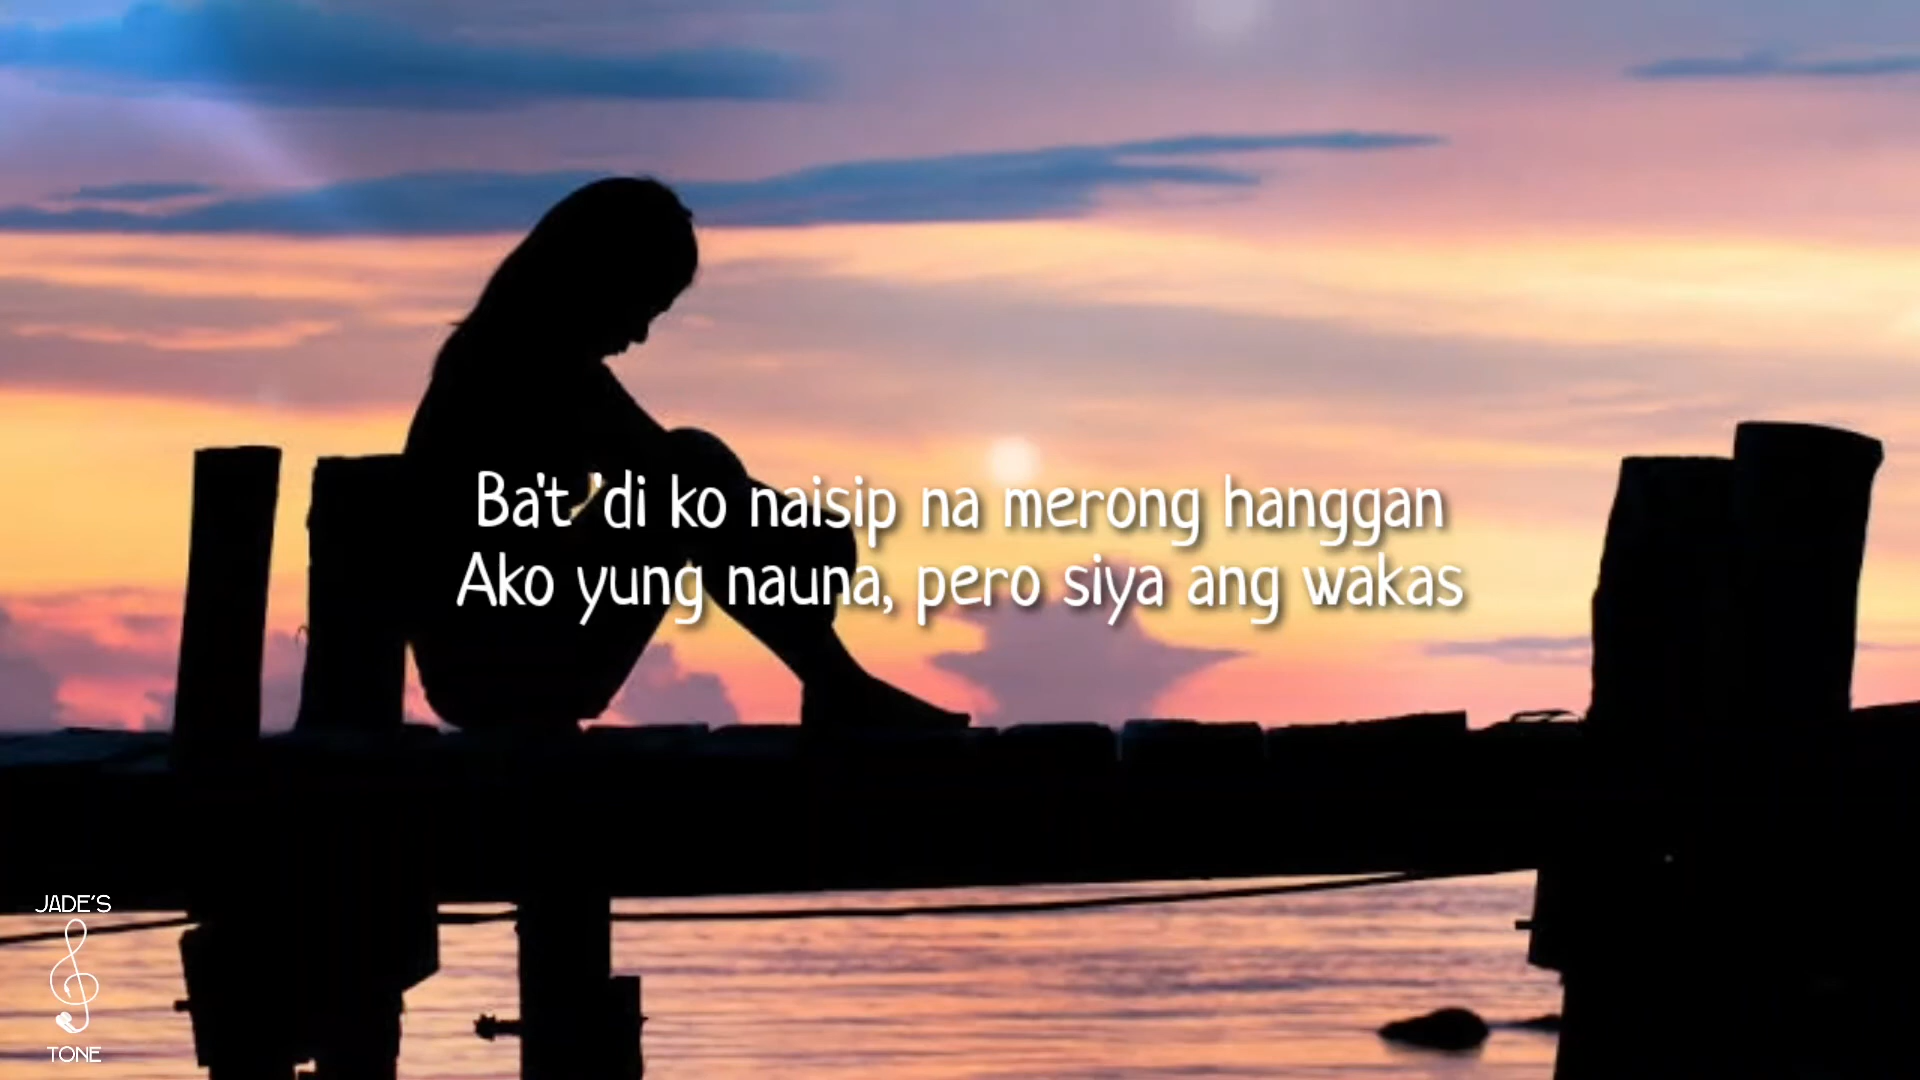 Ba't 'di ko naisip na merong hanggan
Ako yung nauna, pero siya ang wakas
JADE'S
TONE